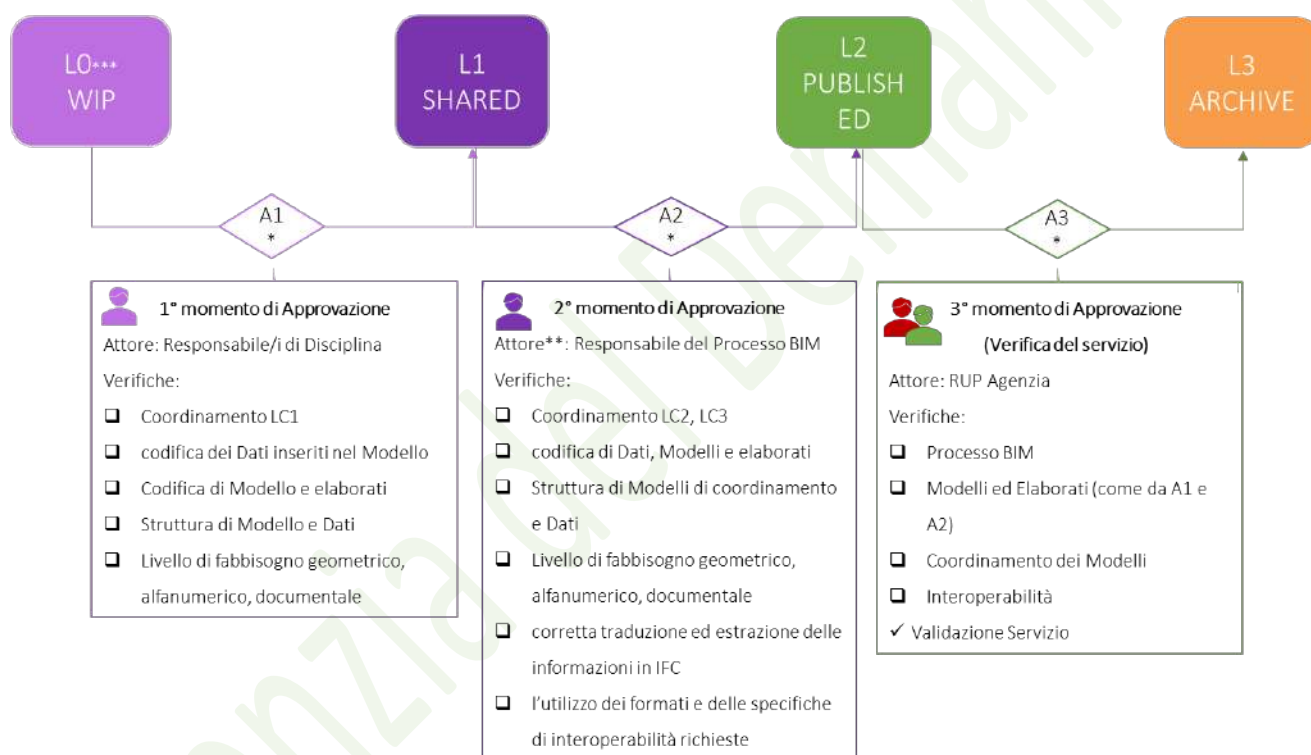 L0***
WIP
L1
SHARED
L2
PUBLISH
ED
L3
ARCHIVE
A1
*
A2
*
A3
*
1° momento di Approvazione
Attore: Responsabile/i di Disciplina
Verifiche:
Coordinamento LC1
codifica dei Dati inseriti nel Modello
Codifica di Modello e elaborati
Struttura di Modello e Dati
Livello di fabbisogno geometrico,
alfanumerico, documentale
2° momento di Approvazione
Attore**: Responsabile del Processo BIM
Verifiche:
Coordinamento LC2, LC3
codifica di Dati, Modelli e elaborati
Struttura di Modelli di coordinamento
e Dati
Livello di fabbisogno geometrico,
alfanumerico, documentale
corretta traduzione ed estrazione delle
informazioni in IFC
l'utilizzo dei formati e delle specifiche
di interoperabilità richieste
3° momento di Approvazione
(Verifica del servizio)
Attore: RUP Agenzia
Verifiche:
Processo BIM
Modelli ed Elaborati (come da A1 e
A2)
Coordinamento dei Modelli
Interoperabilità
✓ Validazione Servizio